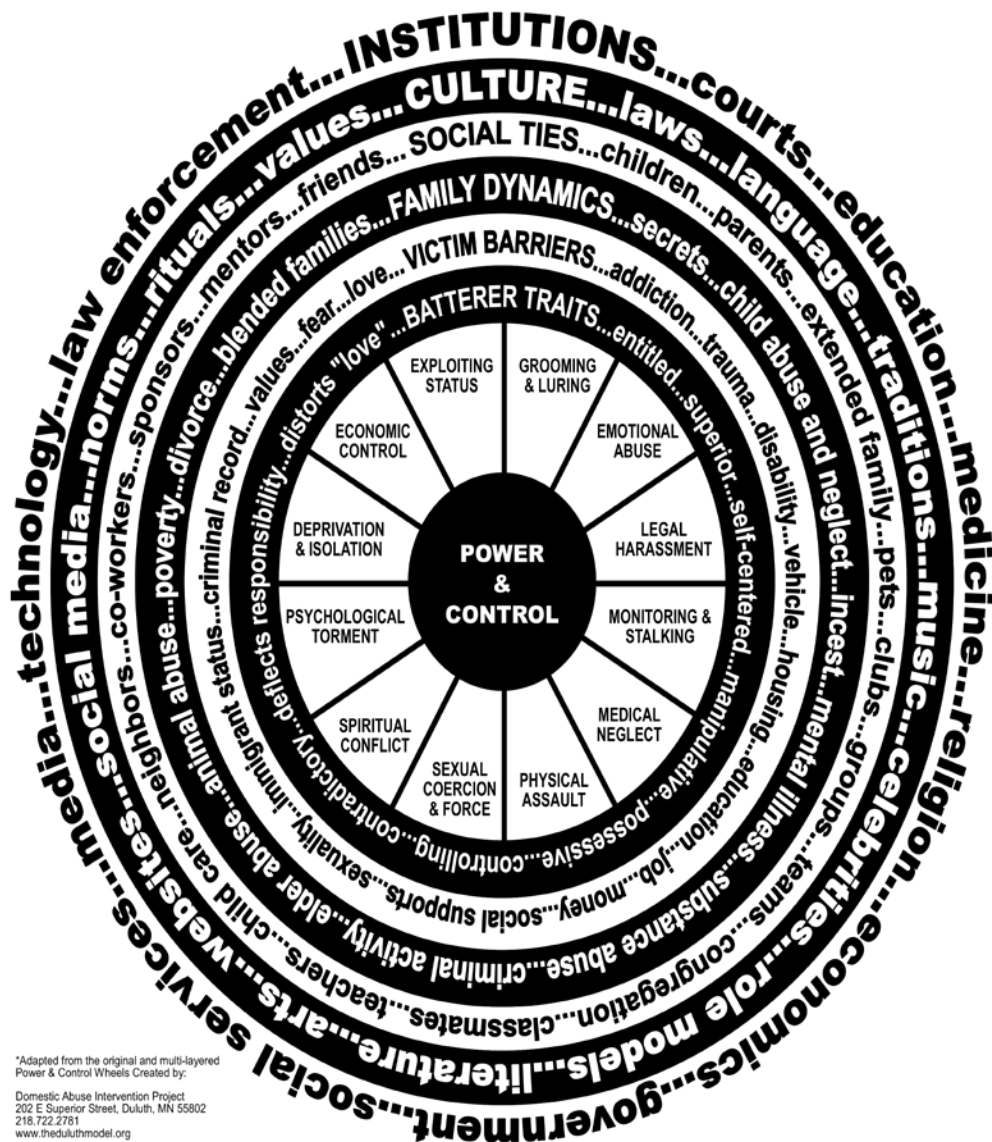 INSTITUTIONS...courts...education...medicine...religion...economics...government...social services...media...technology...law enforcement...
CULTURE...laws...language...traditions...music...celebrities...role models...literature...arts...websites...social media...norms...rituals...values...
SOCIAL TIES...children...parents...extended family...pets...clubs...groups...teams...congregation...classmates...teachers...child care...neighbors...co-workers...sponsors...mentors...friends...
FAMILY DYNAMICS...secrets...child abuse and neglect...incest...mental illness...substance abuse...criminal activity...elder abuse...animal abuse...poverty...divorce...blended families...
VICTIM BARRIERS...addiction...trauma...disability...vehicle...housing...education...job...money...social supports...sexuality...immigrant status...criminal record...values...fear...love...
BATTERER TRAITS...entitled...superior...self-centered...manipulative...possessive...controlling...contradictory...deflects responsibility...distorts "love"...
EXPLOITING
STATUS
GROOMING
& LURING
EMOTIONAL
ABUSE
LEGAL
HARASSMENT
MONITORING &
STALKING
MEDICAL
NEGLECT
PHYSICAL
ASSAULT
SEXUAL
COERCION
& FORCE
SPIRITUAL
CONFLICT
PSYCHOLOGICAL
TORMENT
DEPRIVATION
& ISOLATION
ECONOMIC
CONTROL
POWER
&
CONTROL
*Adapted from the original and multi-layered
Power & Control Wheels Created by:
Domestic Abuse Intervention Project
202 E Superior Street, Duluth, MN 55802
218.722.2781
www.theduluthmodel.org